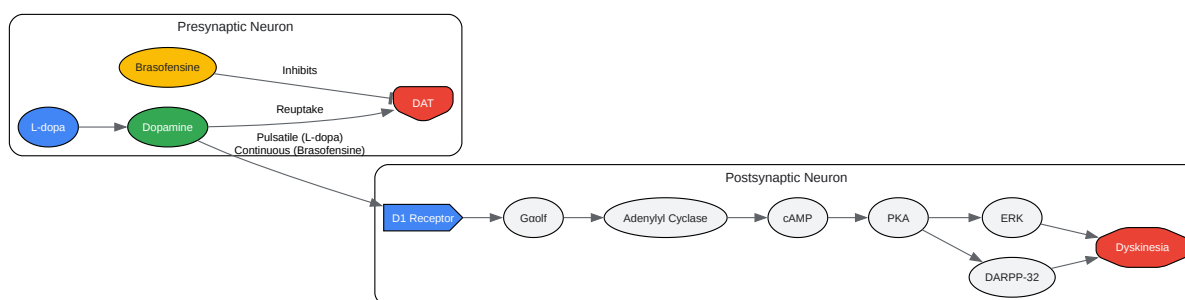 Presynaptic Neuron
Brasofensine
Inhibits
DAT
Reuptake
L-dopa
Dopamine
Pulsatile (L-dopa)
Continuous (Brasofensine)
Postsynaptic Neuron
D1 Receptor
Gαolf
Adenylyl Cyclase
cAMP
PKA
ERK
Dyskinesia
DARPP-32